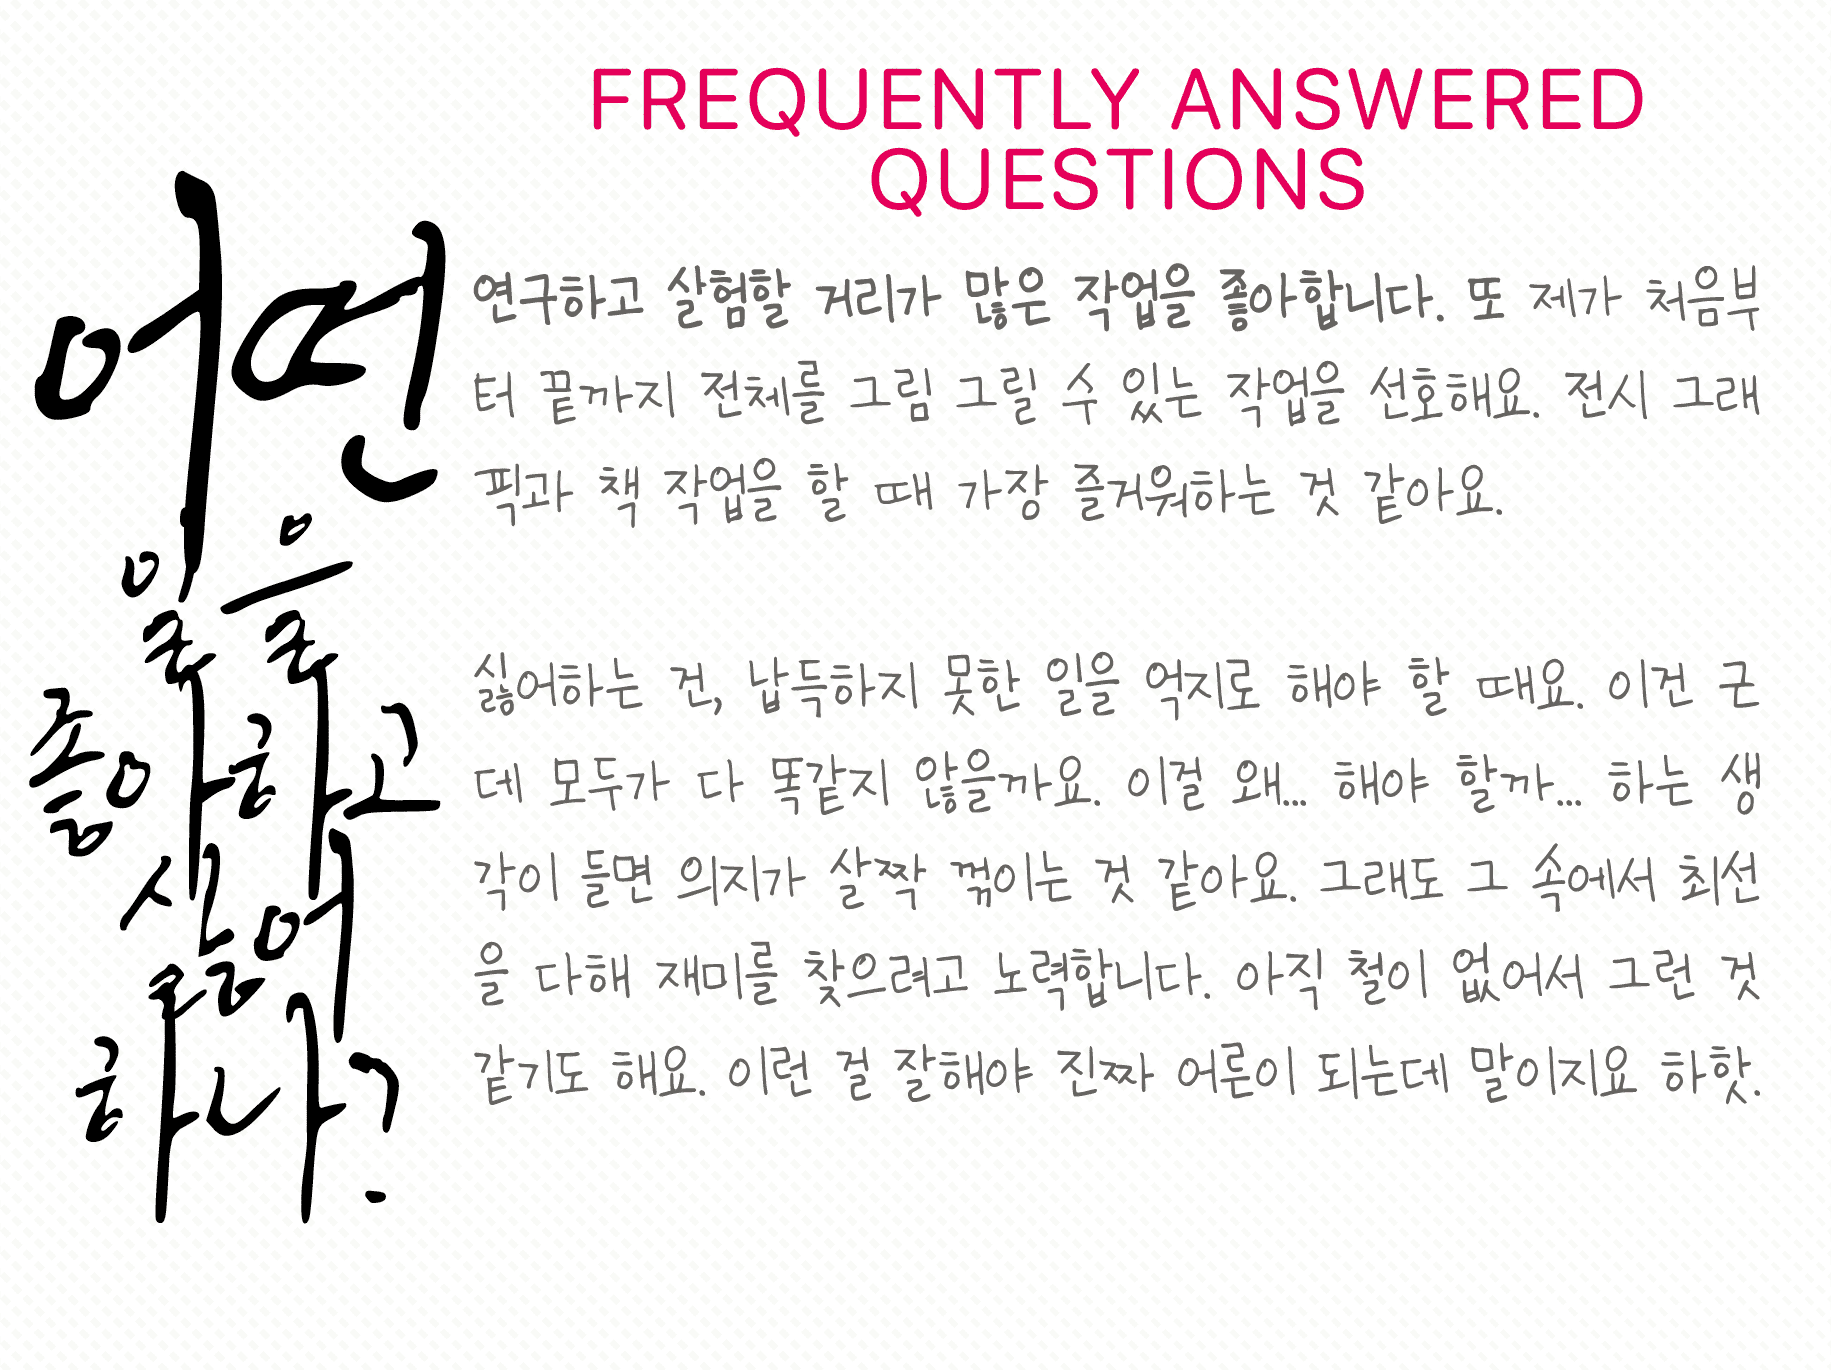 FREQUENTLY ANSWERED
QUESTIONS
어떤
일을
좋아하고
싫어
하나?
연구하고 실험할 거리가 많은 작업을 좋아합니다. 또 제가 처음부
터 끝까지 전체를 그림 그릴 수 있는 작업을 선호해요. 전시 그래
픽과 책 작업을 할 때 가장 즐거워하는 것 같아요.
싫어하는 건, 납득하지 못한 일을 억지로 해야 할 때요. 이건 근
데 모두가 다 똑같지 않을까요. 이걸 왜... 해야 할까... 하는 생
각이 들면 의지가 살짝 꺾이는 것 같아요. 그래도 그 속에서 최선
을 다해 재미를 찾으려고 노력합니다. 아직 철이 없어서 그런 것
같기도 해요. 이런 걸 잘해야 진짜 어른이 되는데 말이지요 하핫.